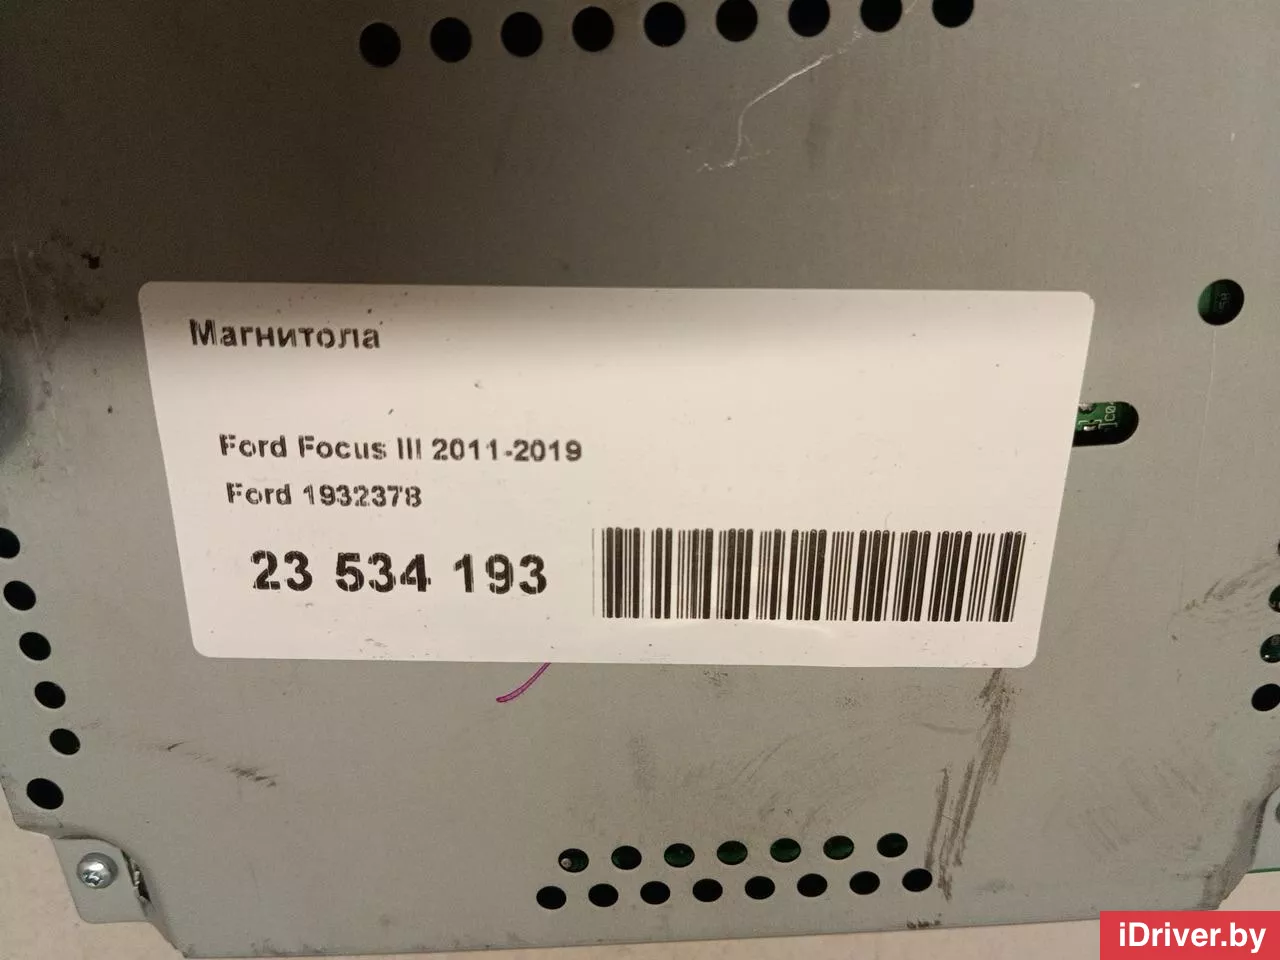 Магнитола
Ford Focus III 2011-2019
Ford 1932378
23 534 193
iDriver.by